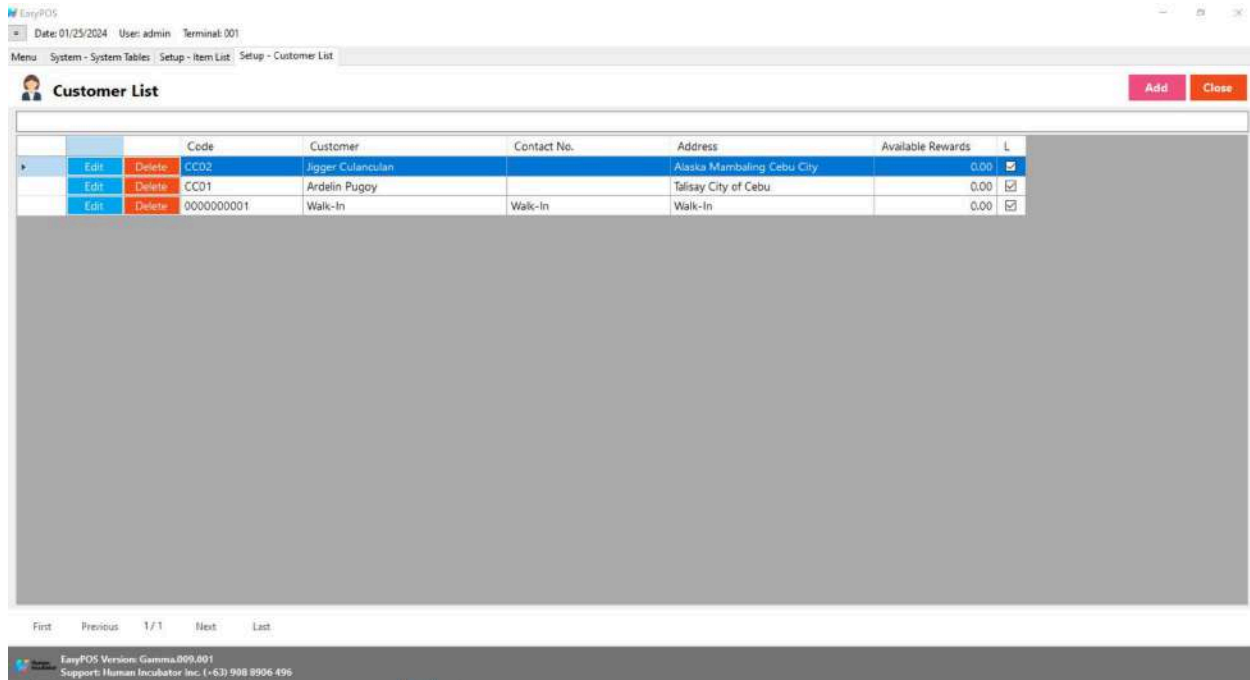 EasyPOS
Date: 01/25/2024 User: admin Terminal: 001
Menu System - System Tables Setup - Item List Setup - Customer List
Customer List Add Close
Code Customer Contact No. Address Available Rewards L
Edit Delete CC02 Jigger Culanculan Alaska Mambaling Cebu City 0.00
Edit Delete CC01 Ardelin Pugoy Talisay City of Cebu 0.00
Edit Delete 0000000001 Walk-In Walk-In Walk-In 0.00
First Previous 1 / 1 Next Last
Human Incubator EasyPOS Version: Gamma.009.001
Support: Human Incubator Inc. (+63) 908 8906 496